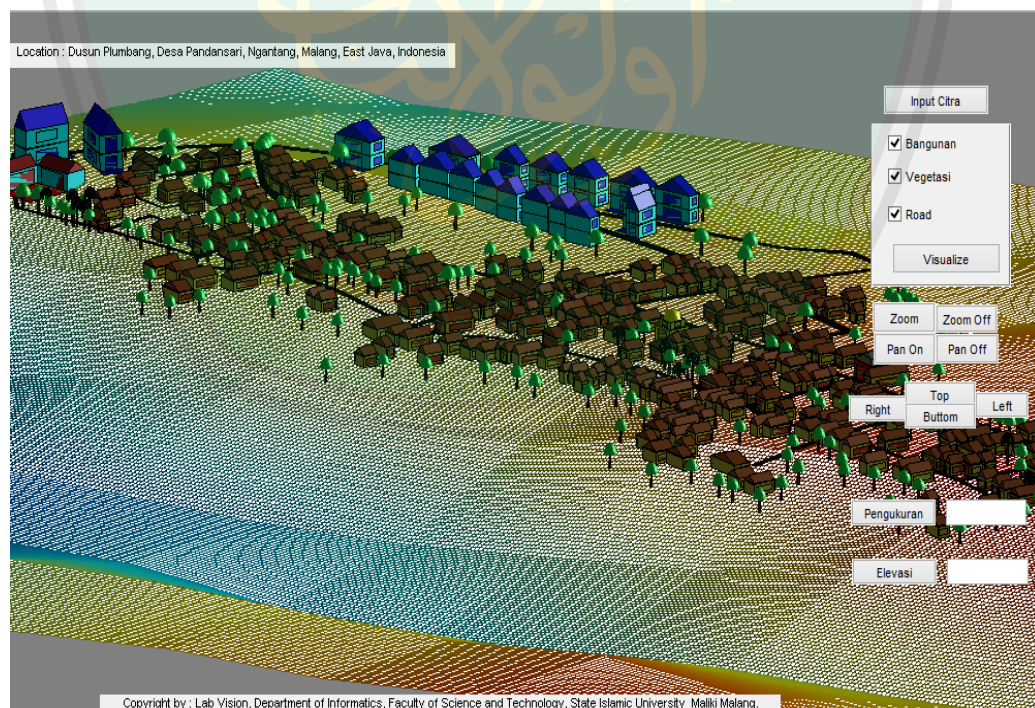 Location : Dusun Plumbang, Desa Pandansari, Ngantang, Malang, East Java, Indonesia
Input Citra
Bangunan
Vegetasi
Road
Visualize
Zoom
Zoom Off
Pan On
Pan Off
Top
Right
Left
Buttom
Pengukuran
Elevasi
Copyright by : Lab Vision, Department of Informatics, Faculty of Science and Technology, State Islamic University Maliki Malang,